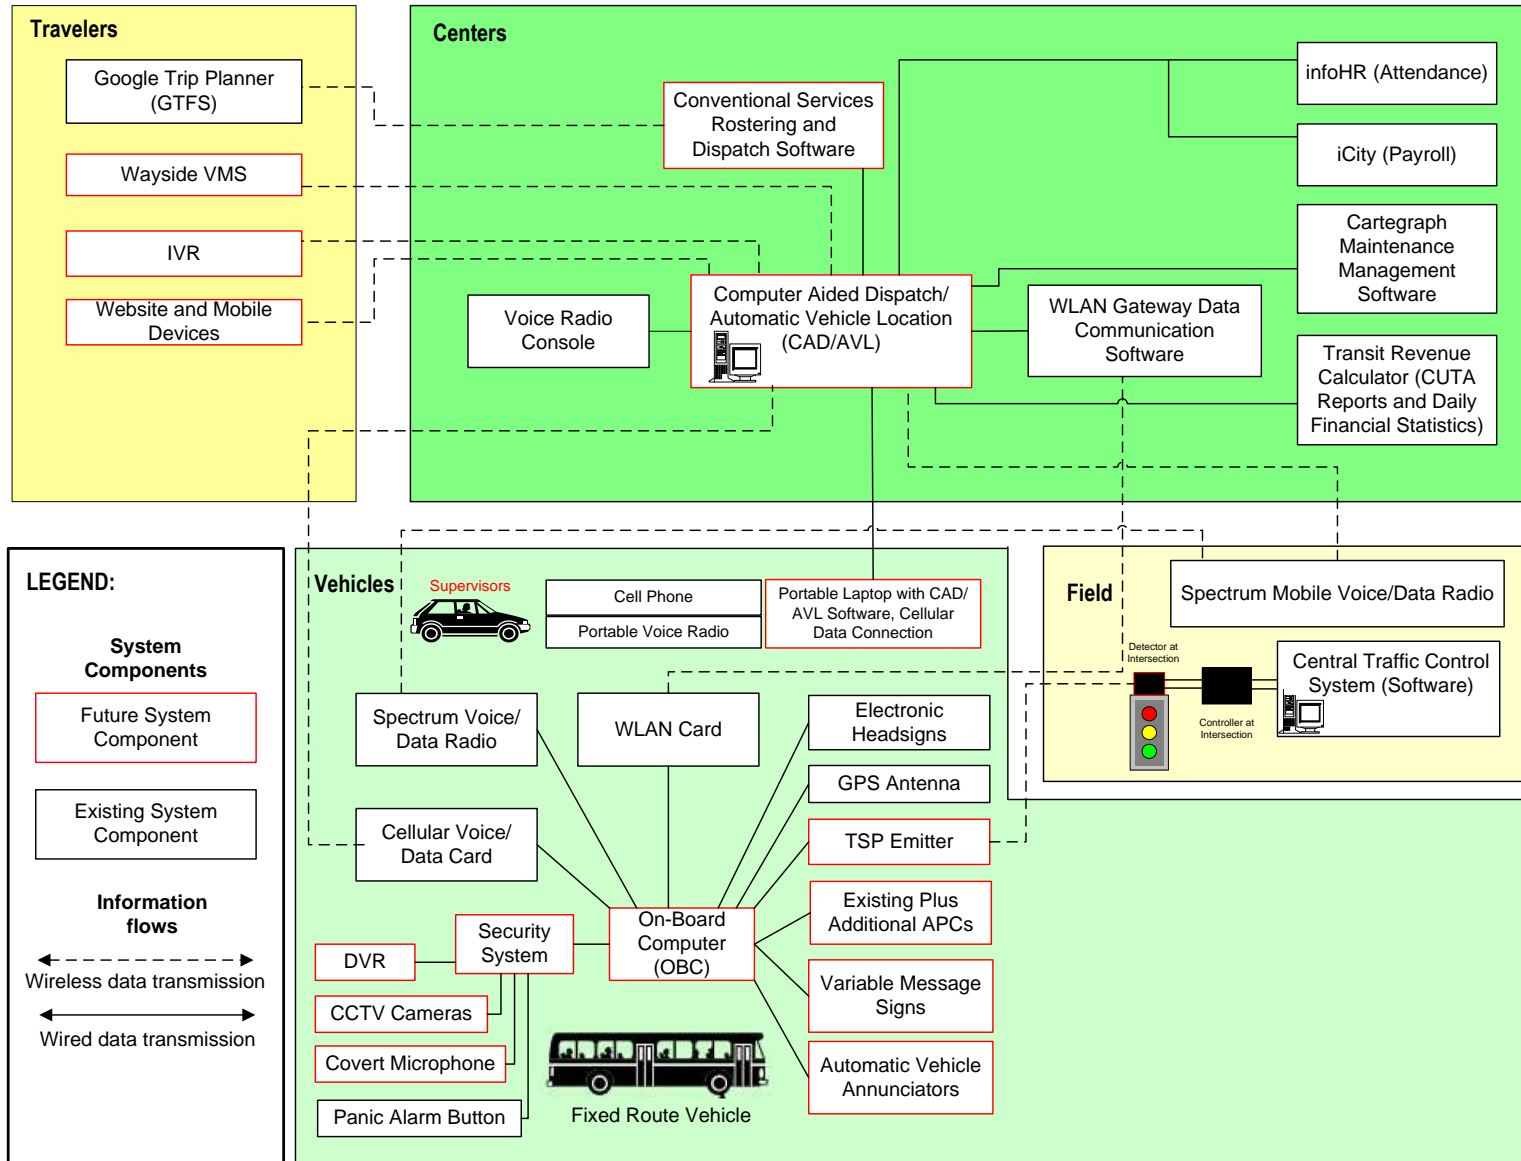 Travelers
Google Trip Planner
(GTFS)
Wayside VMS
IVR
Website and Mobile
Devices
Centers
Conventional Services
Rostering and
Dispatch Software
infoHR (Attendance)
iCity (Payroll)
Cartegraph
Maintenance
Management
Software
Voice Radio
Console
Computer Aided Dispatch/
Automatic Vehicle Location
(CAD/AVL)
WLAN Gateway Data
Communication
Software
Transit Revenue
Calculator (CUTA
Reports and Daily
Financial Statistics)
LEGEND:
System
Components
Future System
Component
Existing System
Component
Information
flows
Wireless data transmission
Wired data transmission
Vehicles
Supervisors
Cell Phone
Portable Voice Radio
Portable Laptop with CAD/
AVL Software, Cellular
Data Connection
Spectrum Voice/
Data Radio
WLAN Card
Electronic
Headsigns
GPS Antenna
Cellular Voice/
Data Card
TSP Emitter
Existing Plus
Additional APCs
On-Board
Computer
(OBC)
Security
System
DVR
CCTV Cameras
Covert Microphone
Panic Alarm Button
Variable Message
Signs
Automatic Vehicle
Annunciators
Fixed Route Vehicle
Field
Spectrum Mobile Voice/Data Radio
Detector at
Intersection
Controller at
Intersection
Central Traffic Control
System (Software)